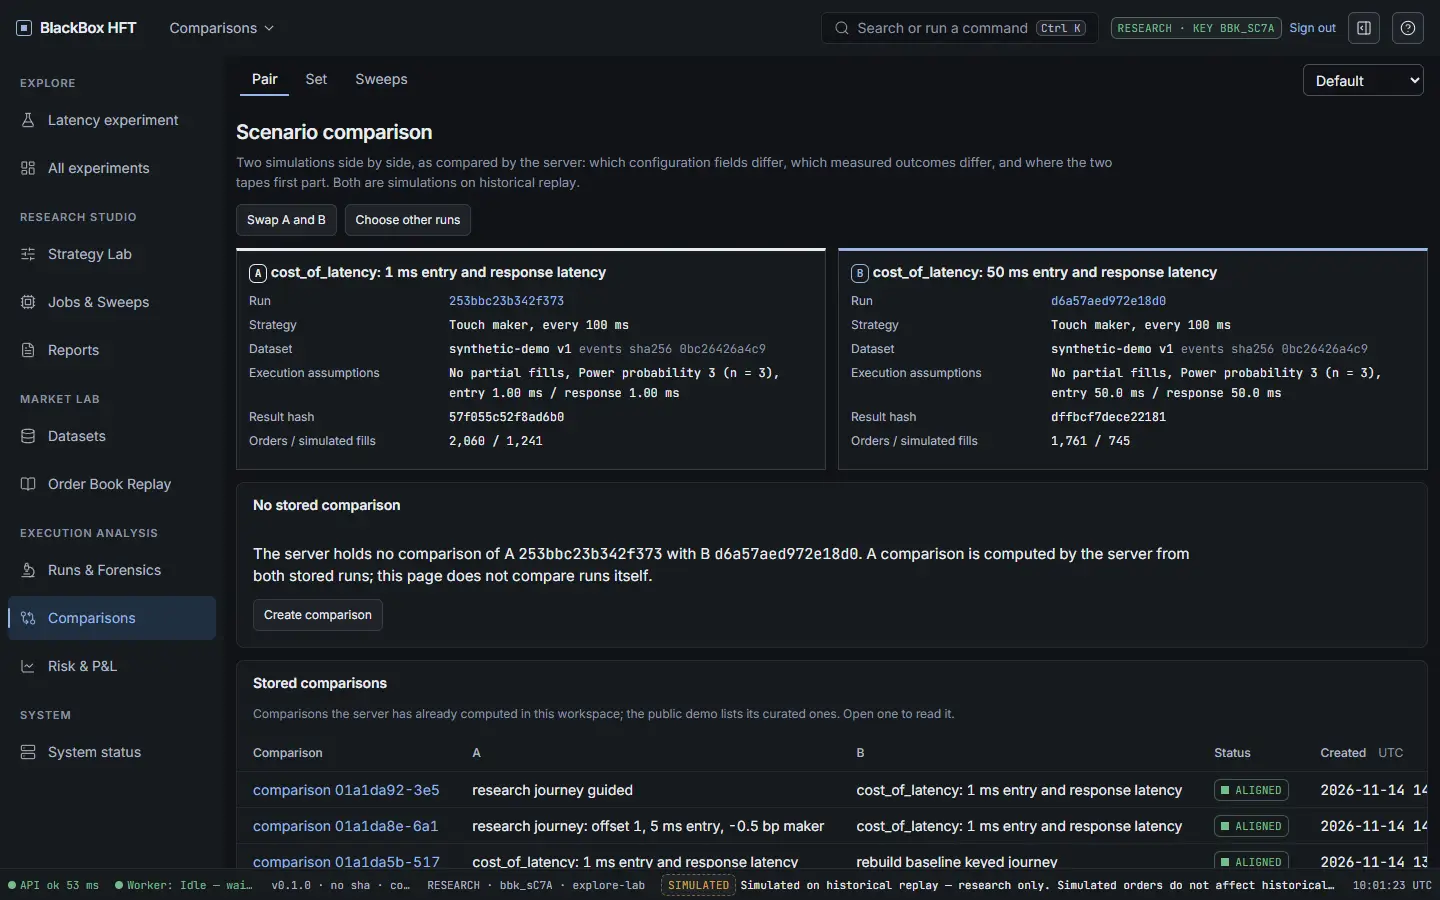 BlackBox HFT
Comparisons
Search or run a command Ctrl K
RESEARCH · KEY BBK_SC7A
Sign out
EXPLORE
Latency experiment
All experiments
RESEARCH STUDIO
Strategy Lab
Jobs & Sweeps
Reports
MARKET LAB
Datasets
Order Book Replay
EXECUTION ANALYSIS
Runs & Forensics
Comparisons
Risk & P&L
SYSTEM
System status
Pair Set Sweeps
Default
Scenario comparison
Two simulations side by side, as compared by the server: which configuration fields differ, which measured outcomes differ, and where the two
tapes first part. Both are simulations on historical replay.
Swap A and B
Choose other runs
A cost_of_latency: 1 ms entry and response latency
Run 253bbc23b342f373
Strategy Touch maker, every 100 ms
Dataset synthetic-demo v1 events sha256 0bc26426a4c9
Execution assumptions No partial fills, Power probability 3 (n = 3),
entry 1.00 ms / response 1.00 ms
Result hash 57f055c52f8ad6b0
Orders / simulated fills 2,060 / 1,241
B cost_of_latency: 50 ms entry and response latency
Run d6a57aed972e18d0
Strategy Touch maker, every 100 ms
Dataset synthetic-demo v1 events sha256 0bc26426a4c9
Execution assumptions No partial fills, Power probability 3 (n = 3),
entry 50.0 ms / response 50.0 ms
Result hash dffbcf7dece22181
Orders / simulated fills 1,761 / 745
No stored comparison
The server holds no comparison of A 253bbc23b342f373 with B d6a57aed972e18d0. A comparison is computed by the server from
both stored runs; this page does not compare runs itself.
Create comparison
Stored comparisons
Comparisons the server has already computed in this workspace; the public demo lists its curated ones. Open one to read it.
Comparison A B Status Created UTC
comparison 01a1da92-3e5 research journey guided cost_of_latency: 1 ms entry and response latency ALIGNED 2026-11-14 14
comparison 01a1da8e-6a1 research journey: offset 1, 5 ms entry, -0.5 bp maker cost_of_latency: 1 ms entry and response latency ALIGNED 2026-11-14 14
comparison 01a1da5b-517 cost_of_latency: 1 ms entry and response latency rebuild baseline keyed journey ALIGNED 2026-11-14 13
API ok 53 ms Worker: Idle — wai… v0.1.0 · no sha · co… RESEARCH · bbk_sC7A · explore-lab SIMULATED Simulated on historical replay — research only. Simulated orders do not affect historical… 10:01:23 UTC